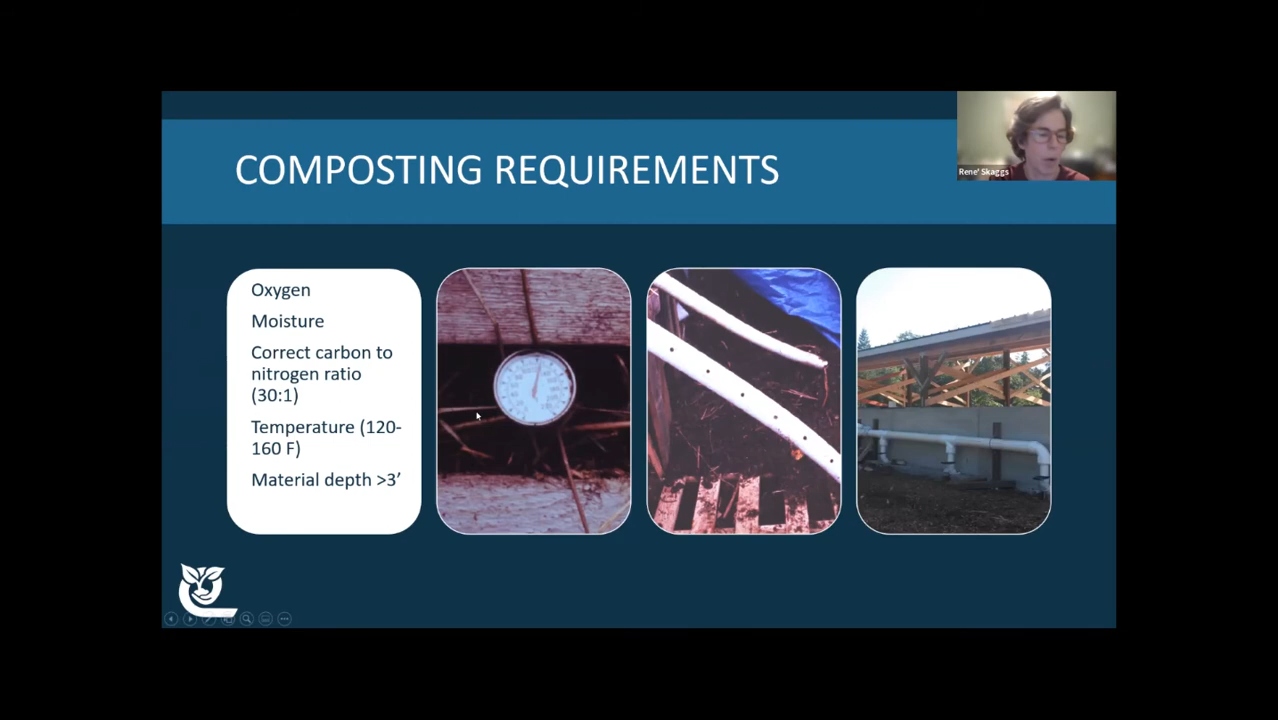 COMPOSTING REQUIREMENTS
Rene' Skaggs
Oxygen
Moisture
Correct carbon to
nitrogen ratio
(30:1)
Temperature (120-
160 F)
Material depth >3’